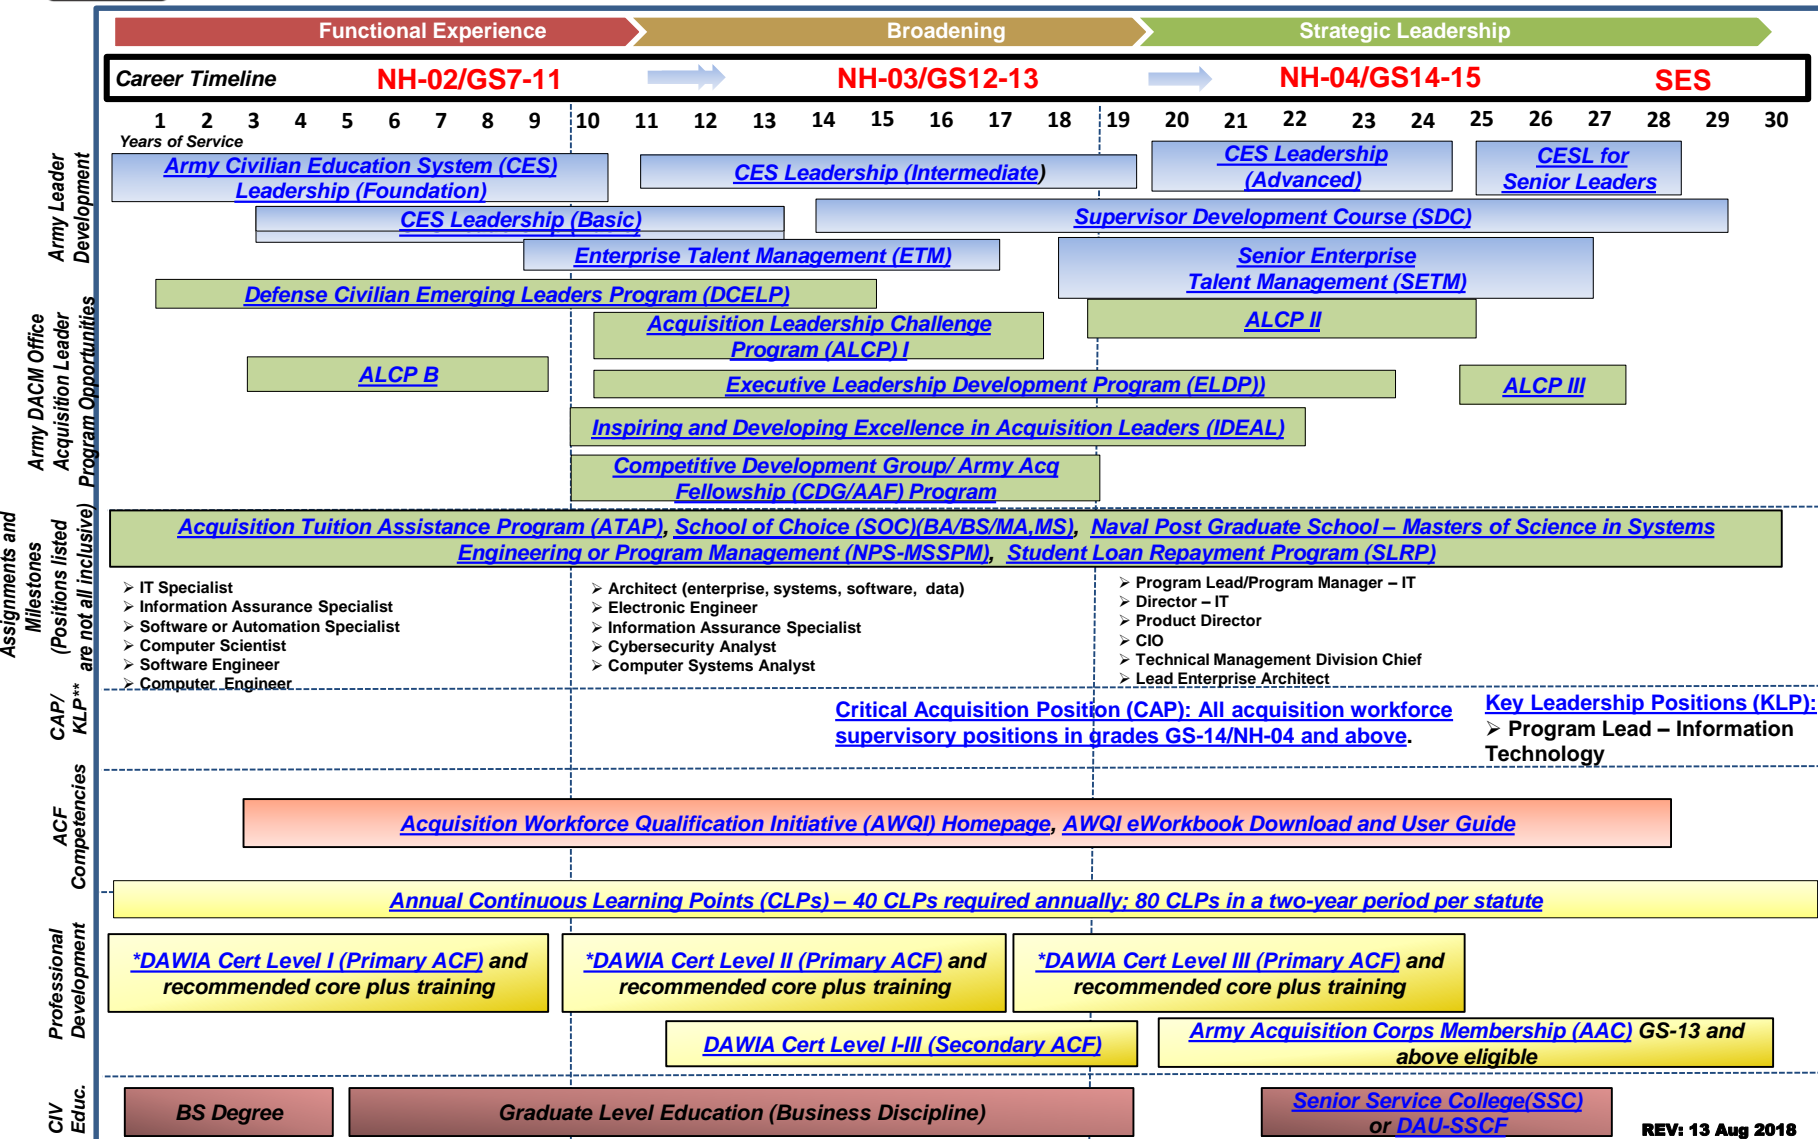 Functional Experience
Broadening
Strategic Leadership
Career Timeline
NH-02/GS7-11
NH-03/GS12-13
NH-04/GS14-15
SES
1 2 3 4 5 6 7 8 9 10 11 12 13 14 15 16 17 18 19 20 21 22 23 24 25 26 27 28 29 30
Years of Service
Army Leader
Development
Army Civilian Education System (CES)
Leadership (Foundation)
CES Leadership (Intermediate)
CES Leadership
(Advanced)
CESL for
Senior Leaders
CES Leadership (Basic)
Supervisor Development Course (SDC)
Enterprise Talent Management (ETM)
Senior Enterprise
Talent Management (SETM)
Army DACM Office
Acquisition Leader
Program Opportunities
Defense Civilian Emerging Leaders Program (DCELP)
Acquisition Leadership Challenge
Program (ALCP) I
ALCP II
ALCP B
Executive Leadership Development Program (ELDP))
ALCP III
Inspiring and Developing Excellence in Acquisition Leaders (IDEAL)
Competitive Development Group/ Army Acq
Fellowship (CDG/AAF) Program
Acquisition Tuition Assistance Program (ATAP), School of Choice (SOC)(BA/BS/MA,MS), Naval Post Graduate School – Masters of Science in Systems
Engineering or Program Management (NPS-MSSPM), Student Loan Repayment Program (SLRP)
Assignments and
Milestones
(Positions listed
are not all inclusive)
➢ IT Specialist
➢ Information Assurance Specialist
➢ Software or Automation Specialist
➢ Computer Scientist
➢ Software Engineer
➢ Computer Engineer
➢ Architect (enterprise, systems, software, data)
➢ Electronic Engineer
➢ Information Assurance Specialist
➢ Cybersecurity Analyst
➢ Computer Systems Analyst
➢ Program Lead/Program Manager – IT
➢ Director – IT
➢ Product Director
➢ CIO
➢ Technical Management Division Chief
➢ Lead Enterprise Architect
CAP/
KLP**
Critical Acquisition Position (CAP): All acquisition workforce
supervisory positions in grades GS-14/NH-04 and above.
Key Leadership Positions (KLP):
➢ Program Lead – Information
Technology
ACF
Competencies
Acquisition Workforce Qualification Initiative (AWQI) Homepage, AWQI eWorkbook Download and User Guide
Professional
Development
Annual Continuous Learning Points (CLPs) – 40 CLPs required annually; 80 CLPs in a two-year period per statute
*DAWIA Cert Level I (Primary ACF) and
recommended core plus training
*DAWIA Cert Level II (Primary ACF) and
recommended core plus training
*DAWIA Cert Level III (Primary ACF) and
recommended core plus training
DAWIA Cert Level I-III (Secondary ACF)
Army Acquisition Corps Membership (AAC) GS-13 and
above eligible
CIV
Educ.
BS Degree
Graduate Level Education (Business Discipline)
Senior Service College(SSC)
or DAU-SSCF
REV: 13 Aug 2018